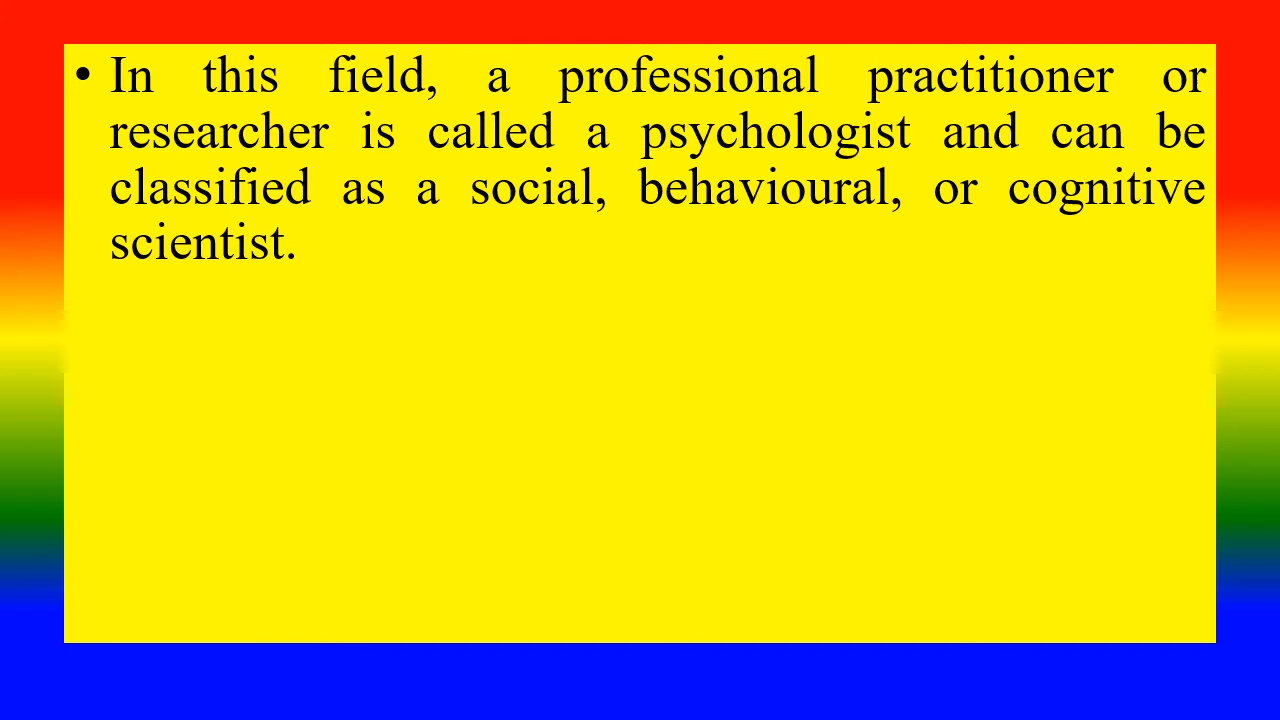 • In this field, a professional practitioner or
researcher is called a psychologist and can be
classified as a social, behavioural, or cognitive
scientist.